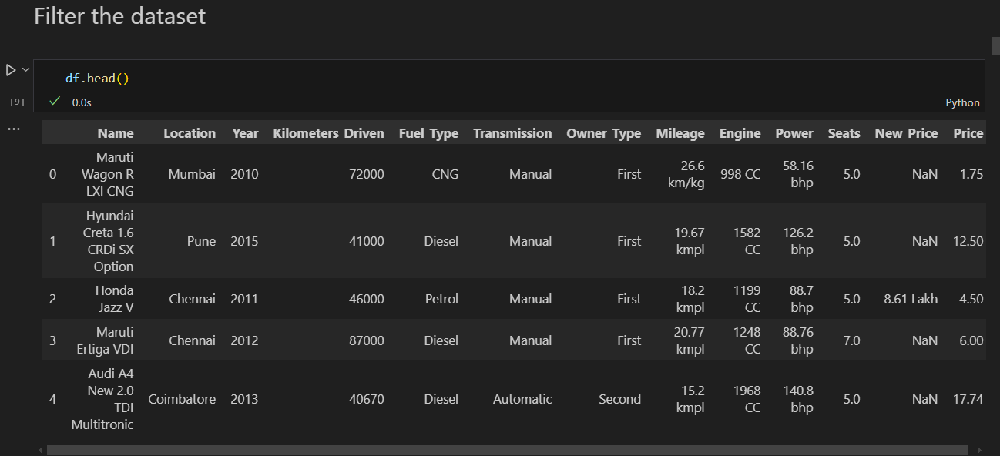 Filter the dataset
df.head()
[9]
0.0s
Python
...
Name Location Year Kilometers_Driven Fuel_Type Transmission Owner_Type Mileage Engine Power Seats New_Price Price
0 Maruti Wagon R LXI CNG Mumbai 2010 72000 CNG Manual First 26.6 km/kg 998 CC 58.16 bhp 5.0 NaN 1.75
1 Hyundai Creta 1.6 CRDi SX Option Pune 2015 41000 Diesel Manual First 19.67 kmpl 1582 CC 126.2 bhp 5.0 NaN 12.50
2 Honda Jazz V Chennai 2011 46000 Petrol Manual First 18.2 kmpl 1199 CC 88.7 bhp 5.0 8.61 Lakh 4.50
3 Maruti Ertiga VDI Chennai 2012 87000 Diesel Manual First 20.77 kmpl 1248 CC 88.76 bhp 7.0 NaN 6.00
4 Audi A4 New 2.0 TDI Multitronic Coimbatore 2013 40670 Diesel Automatic Second 15.2 kmpl 1968 CC 140.8 bhp 5.0 NaN 17.74